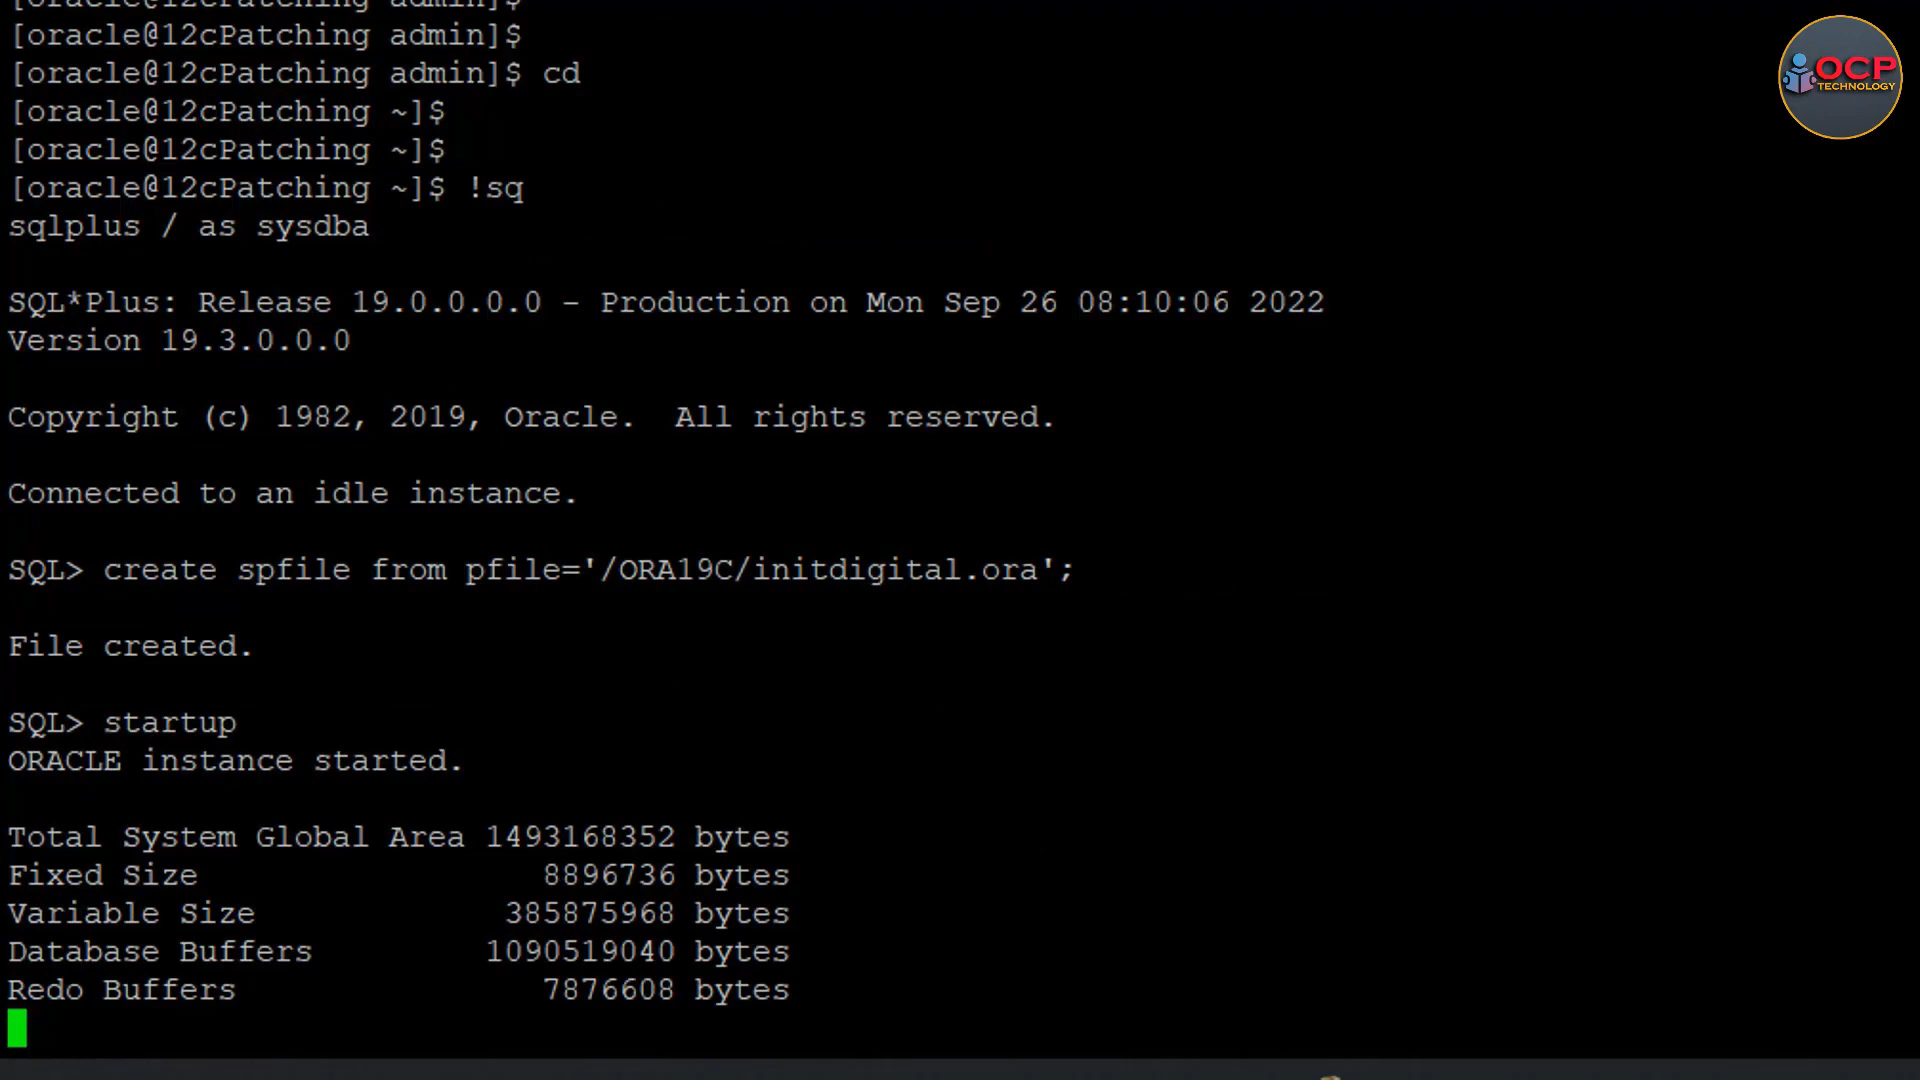 [oracle@12cPatching admin]$
[oracle@12cPatching admin]$
[oracle@12cPatching admin]$ cd
[oracle@12cPatching ~]$
[oracle@12cPatching ~]$
[oracle@12cPatching ~]$ !sq
sqlplus / as sysdba
SQL*Plus: Release 19.0.0.0.0 - Production on Mon Sep 26 08:10:06 2022
Version 19.3.0.0.0
Copyright (c) 1982, 2019, Oracle.  All rights reserved.
Connected to an idle instance.
SQL> create spfile from pfile='/ORA19C/initdigital.ora';
File created.
SQL> startup
ORACLE instance started.
Total System Global Area 1493168352 bytes
Fixed Size                  8896736 bytes
Variable Size             385875968 bytes
Database Buffers         1090519040 bytes
Redo Buffers                7876608 bytes
OCP
TECHNOLOGY